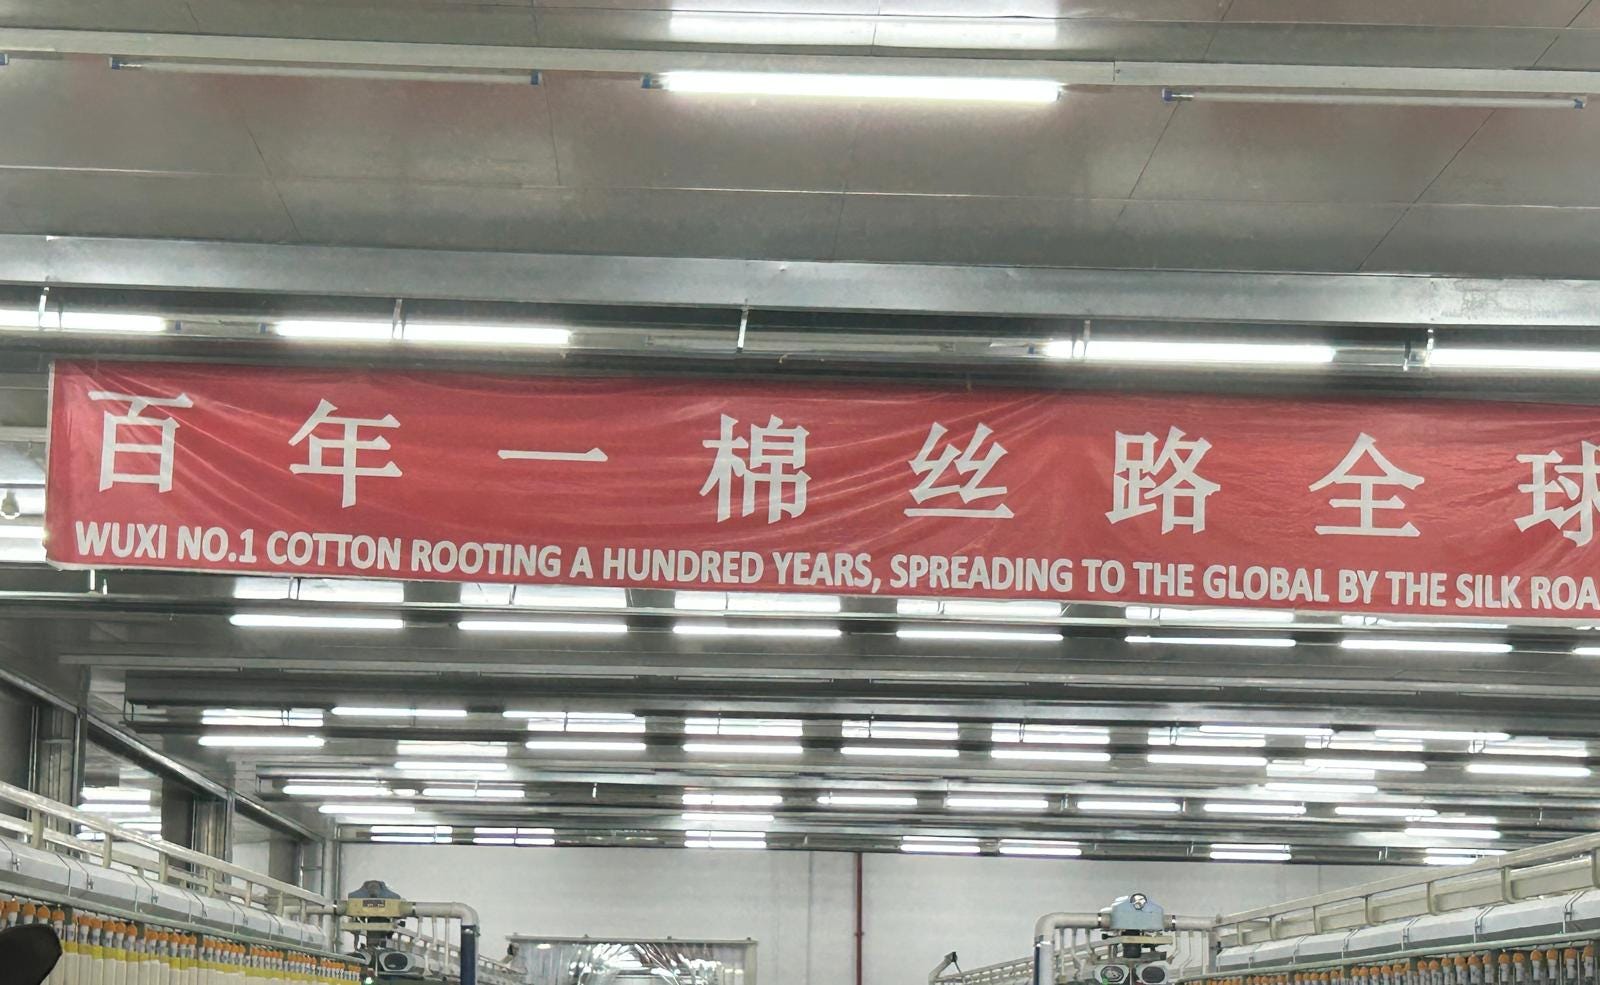 百年一棉丝路全球
WUXI NO.1 COTTON ROOTING A HUNDRED YEARS, SPREADING TO THE GLOBAL BY THE SILK ROA